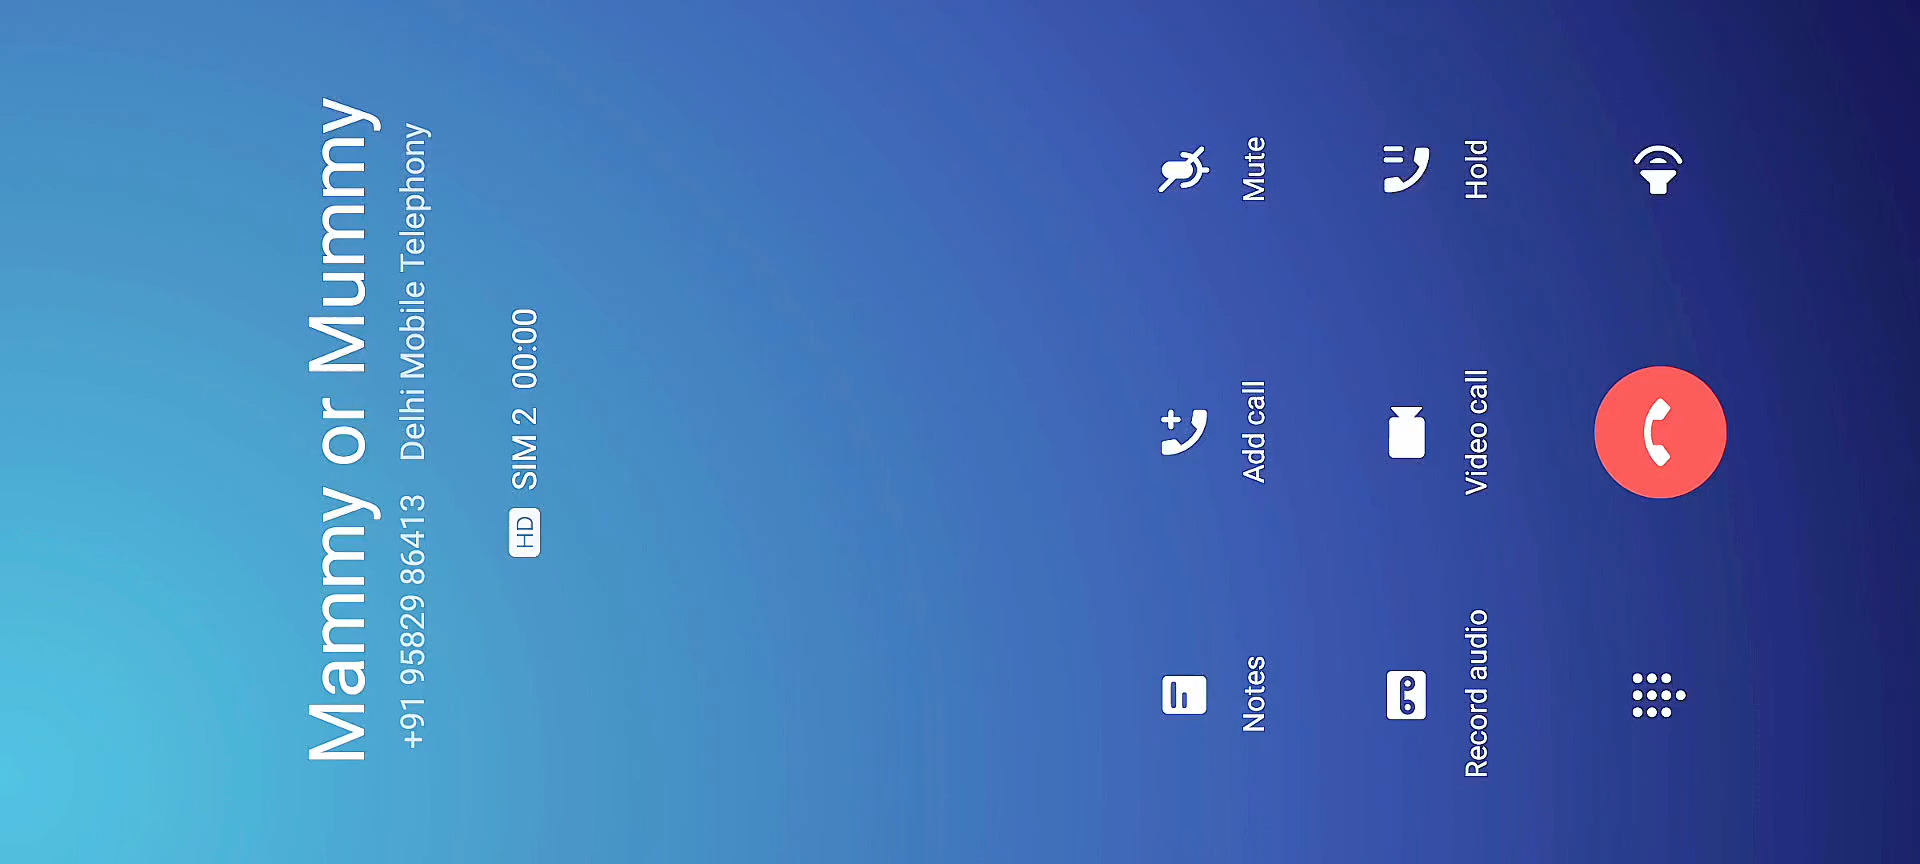 Mammy or Mummy
+91 95829 86413 Delhi Mobile Telephony
HD SIM 2 00:00
Notes Add call Mute
Record audio Video call Hold